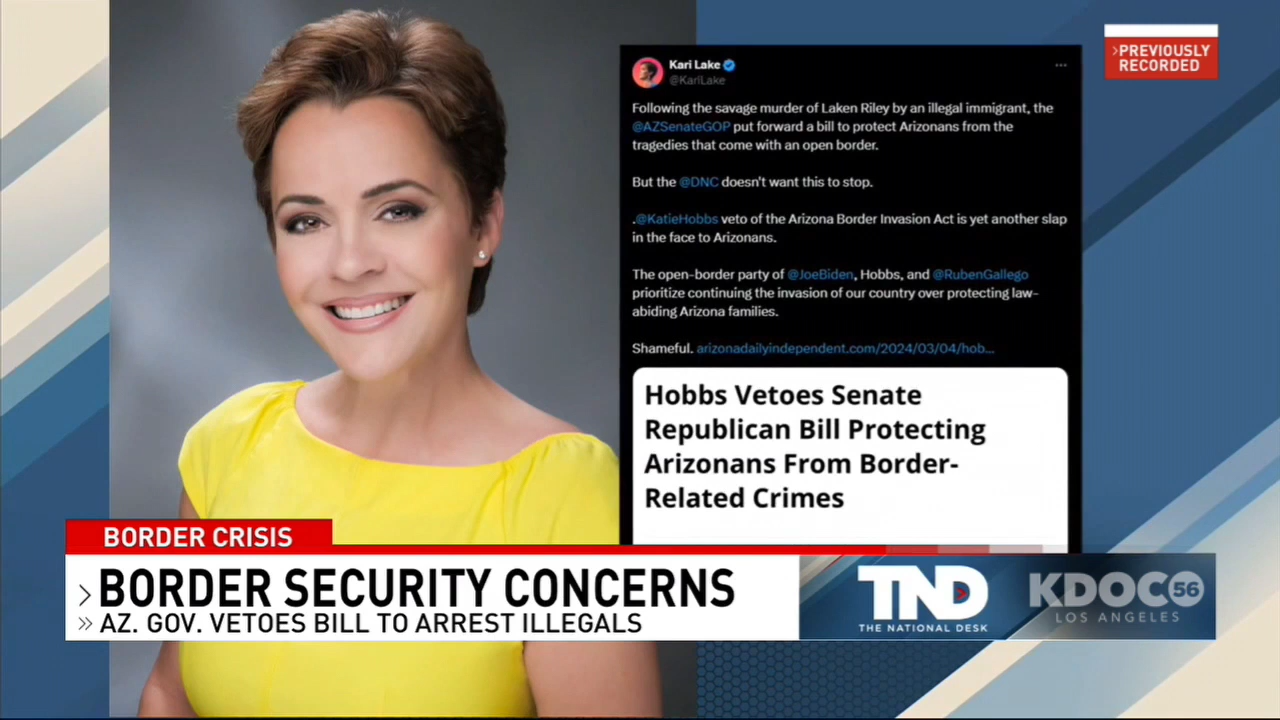 >PREVIOUSLY
RECORDED
Kari Lake
@KariLake
Following the savage murder of Laken Riley by an illegal immigrant, the
@AZSenateGOP put forward a bill to protect Arizonans from the
tragedies that come with an open border.
But the @DNC doesn't want this to stop.
.@KatieHobbs veto of the Arizona Border Invasion Act is yet another slap
in the face to Arizonans.
The open-border party of @JoeBiden, Hobbs, and @RubenGallego
prioritize continuing the invasion of our country over protecting law-
abiding Arizona families.
Shameful. arizonadailyindependent.com/2024/03/04/hob...
Hobbs Vetoes Senate
Republican Bill Protecting
Arizonans From Border-
Related Crimes
BORDER CRISIS
> BORDER SECURITY CONCERNS
» AZ. GOV. VETOES BILL TO ARREST ILLEGALS
TND
THE NATIONAL DESK
KDOC 56
LOS ANGELES